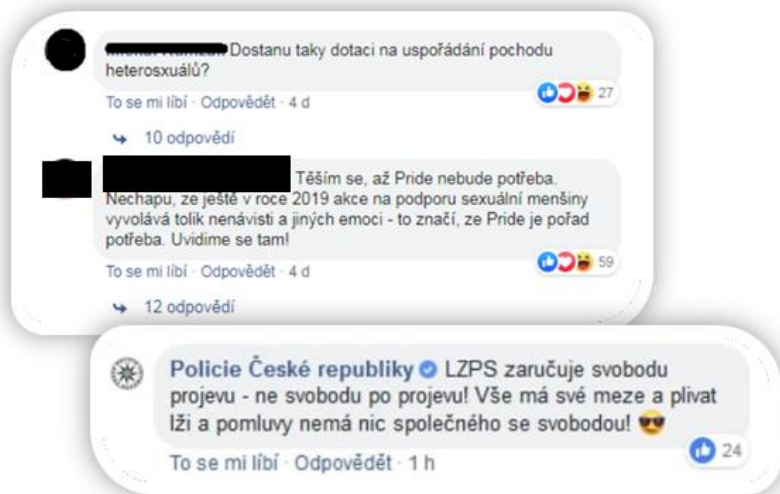 Dostanu taky dotaci na uspořádání pochodu
heterosxuálů?
To se mi líbí · Odpovědět · 4 d
27
10 odpovědí
Těším se, až Pride nebude potřeba.
Nechapu, ze ještě v roce 2019 akce na podporu sexuální menšiny
vyvolává tolik nenávisti a jiných emoci - to značí, ze Pride je pořad
potřeba. Uvidime se tam!
To se mi líbí · Odpovědět · 4 d
59
12 odpovědí
Policie České republiky LZPS zaručuje svobodu
projevu - ne svobodu po projevu! Vše má své meze a plivat
lži a pomluvy nemá nic společného se svobodou! 😎
24
To se mi líbí · Odpovědět · 1 h